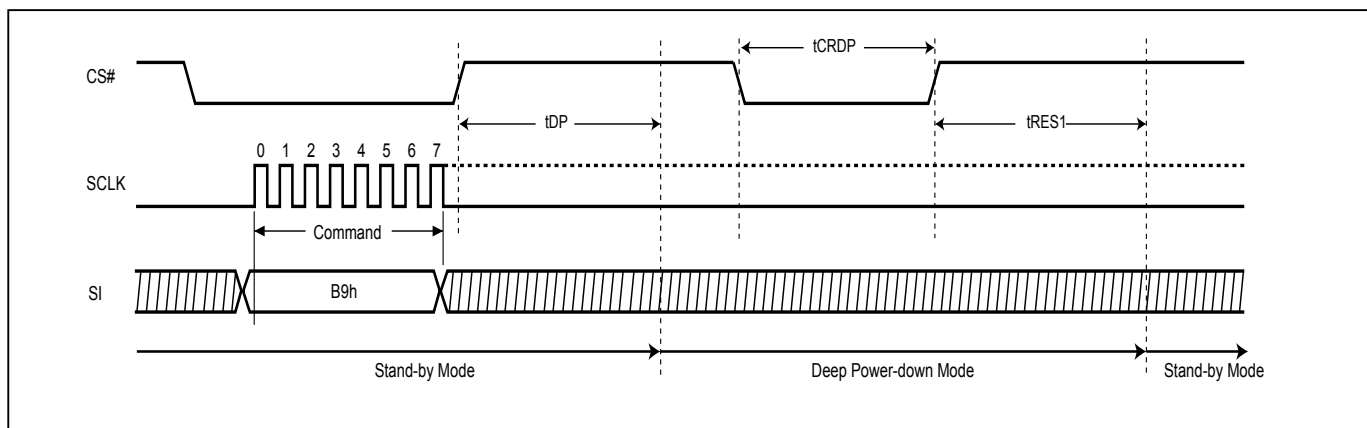 tCRDP
CS#
tDP
tRES1
0 1 2 3 4 5 6 7
SCLK
Command
SI
B9h
Stand-by Mode
Deep Power-down Mode
Stand-by Mode